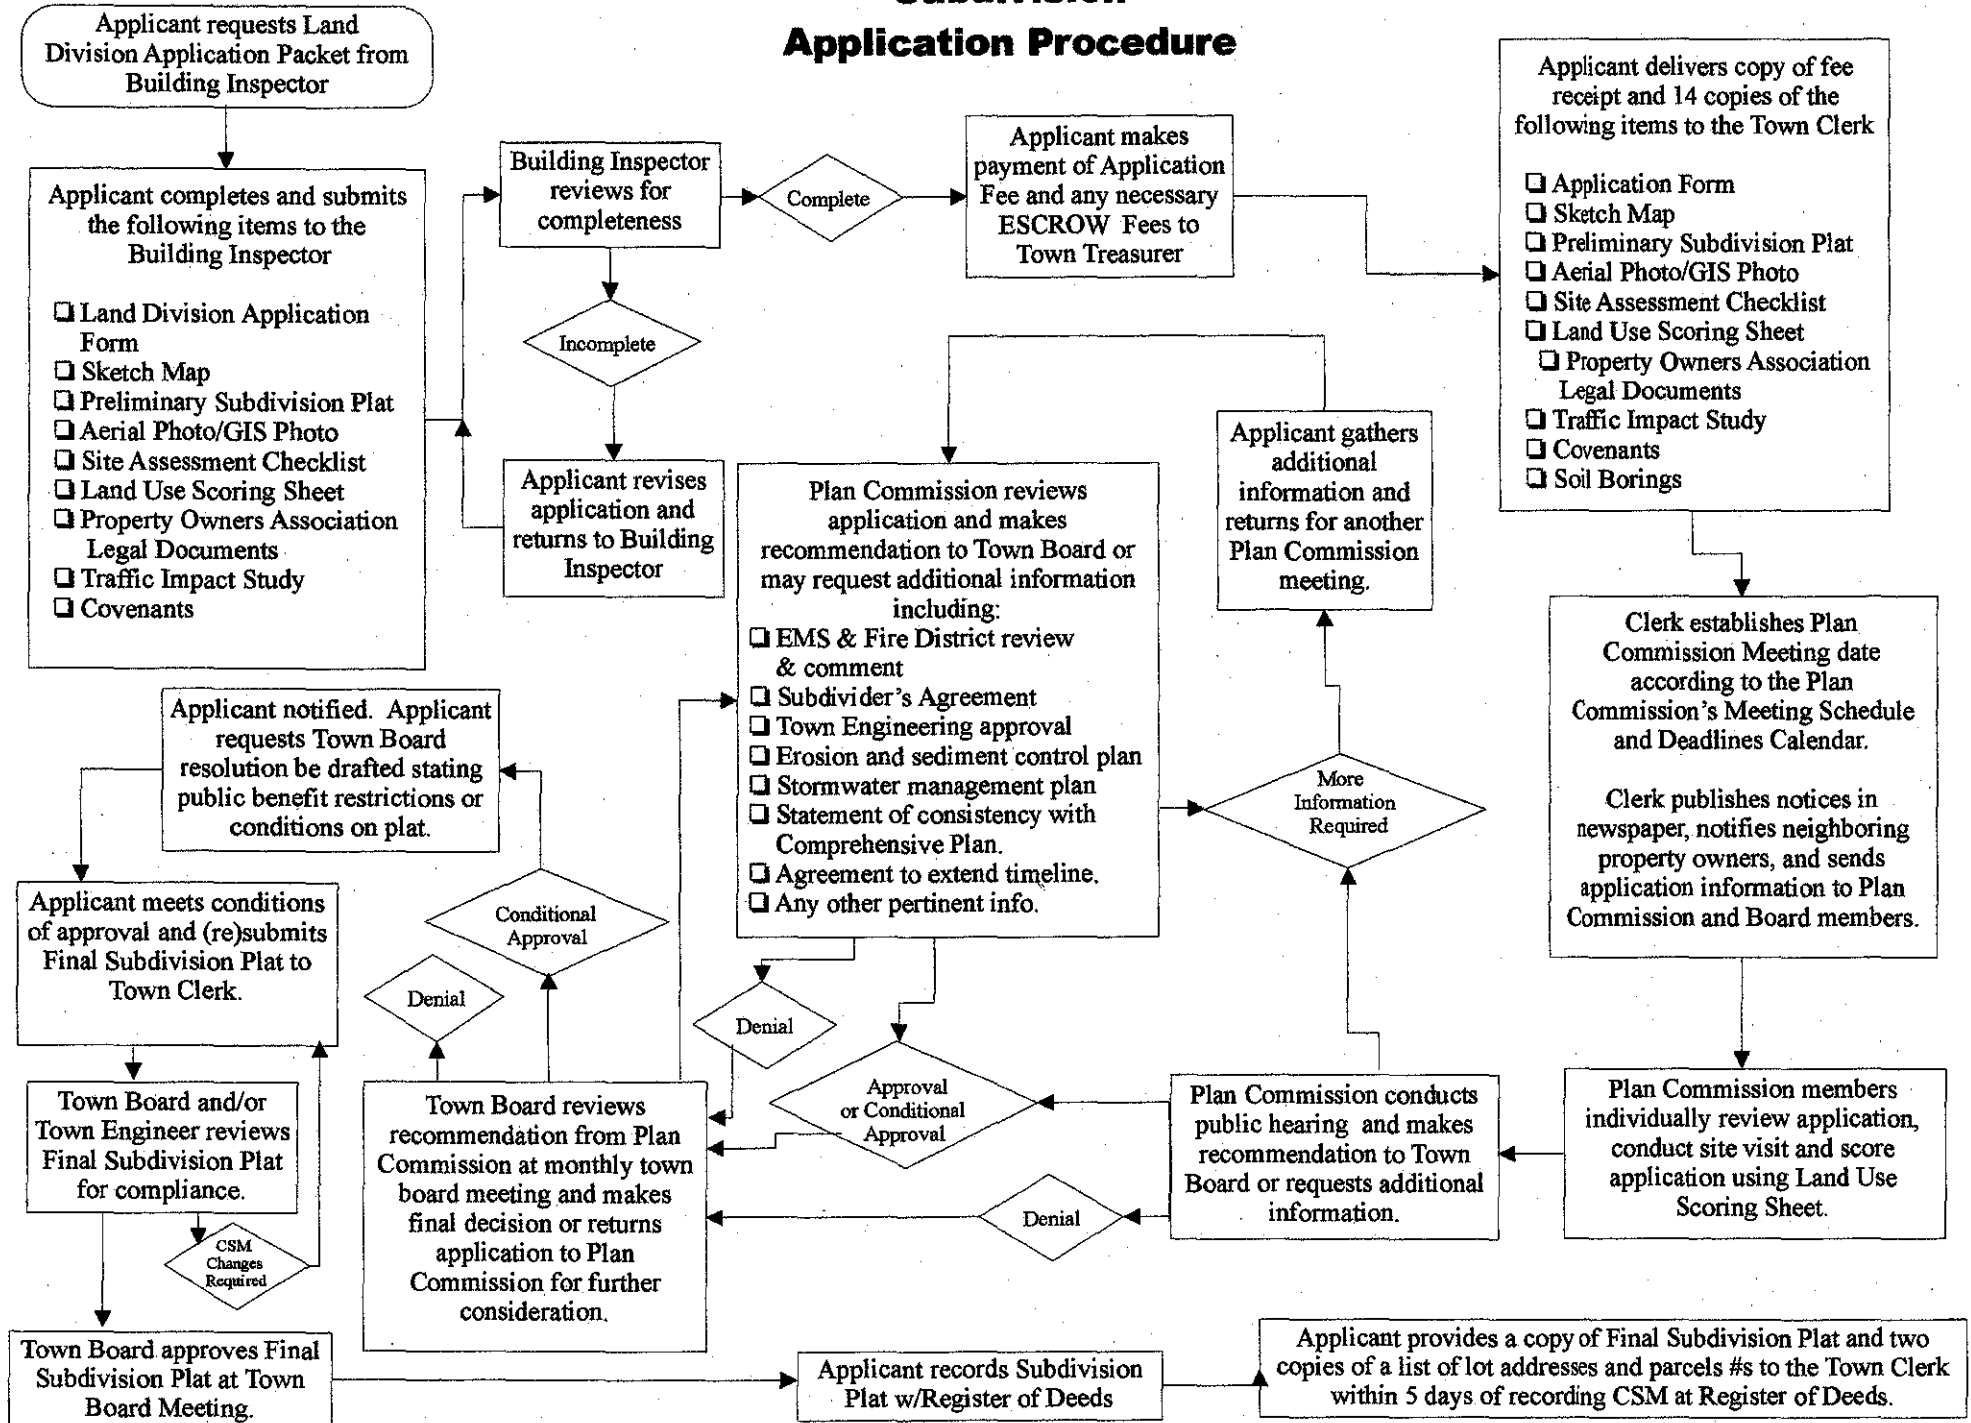 Application Procedure
Applicant requests Land
Division Application Packet from
Building Inspector
Applicant completes and submits
the following items to the
Building Inspector
❑ Land Division Application
Form
❑ Sketch Map
❑ Preliminary Subdivision Plat
❑ Aerial Photo/GIS Photo
❑ Site Assessment Checklist
❑ Land Use Scoring Sheet
❑ Property Owners Association
Legal Documents
❑ Traffic Impact Study
❑ Covenants
Building Inspector
reviews for
completeness
Complete
Incomplete
Applicant revises
application and
returns to Building
Inspector
Applicant makes
payment of Application
Fee and any necessary
ESCROW Fees to
Town Treasurer
Applicant delivers copy of fee
receipt and 14 copies of the
following items to the Town Clerk
❑ Application Form
❑ Sketch Map
❑ Preliminary Subdivision Plat
❑ Aerial Photo/GIS Photo
❑ Site Assessment Checklist
❑ Land Use Scoring Sheet
❑ Property Owners Association
Legal Documents
❑ Traffic Impact Study
❑ Covenants
❑ Soil Borings
Clerk establishes Plan
Commission Meeting date
according to the Plan
Commission's Meeting Schedule
and Deadlines Calendar.
Clerk publishes notices in
newspaper, notifies neighboring
property owners, and sends
application information to Plan
Commission and Board members.
Plan Commission members
individually review application,
conduct site visit and score
application using Land Use
Scoring Sheet.
Plan Commission conducts
public hearing and makes
recommendation to Town
Board or requests additional
information.
More
Information
Required
Applicant gathers
additional
information and
returns for another
Plan Commission
meeting.
Plan Commission reviews
application and makes
recommendation to Town Board or
may request additional information
including:
❑ EMS & Fire District review
& comment
❑ Subdivider's Agreement
❑ Town Engineering approval
❑ Erosion and sediment control plan
❑ Stormwater management plan
❑ Statement of consistency with
Comprehensive Plan.
❑ Agreement to extend timeline.
❑ Any other pertinent info.
Denial
Approval
or Conditional
Approval
Denial
Town Board reviews
recommendation from Plan
Commission at monthly town
board meeting and makes
final decision or returns
application to Plan
Commission for further
consideration.
Denial
Conditional
Approval
Applicant notified. Applicant
requests Town Board
resolution be drafted stating
public benefit restrictions or
conditions on plat.
Applicant meets conditions
of approval and (re)submits
Final Subdivision Plat to
Town Clerk.
Town Board and/or
Town Engineer reviews
Final Subdivision Plat
for compliance.
CSM
Changes
Required
Town Board approves Final
Subdivision Plat at Town
Board Meeting.
Applicant records Subdivision
Plat w/Register of Deeds
Applicant provides a copy of Final Subdivision Plat and two
copies of a list of lot addresses and parcels #s to the Town Clerk
within 5 days of recording CSM at Register of Deeds.